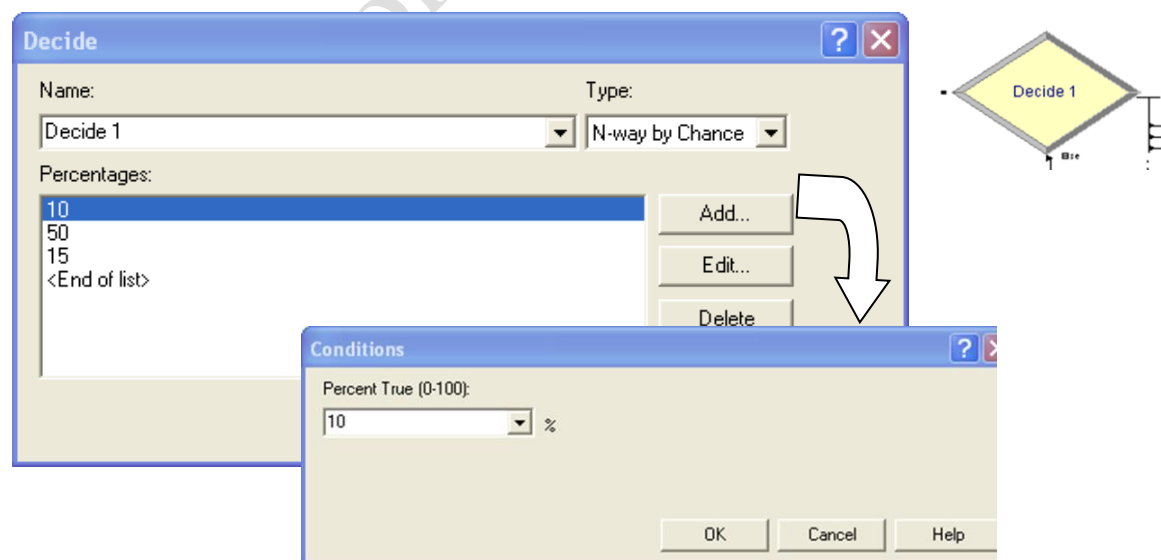 Decide
Name:
Type:
Decide 1
N-way by Chance
Percentages:
10
50
15
<End of list>
Add...
Edit...
Delete
Conditions
Percent True (0-100):
10
%
OK
Cancel
Help
Decide 1
Else